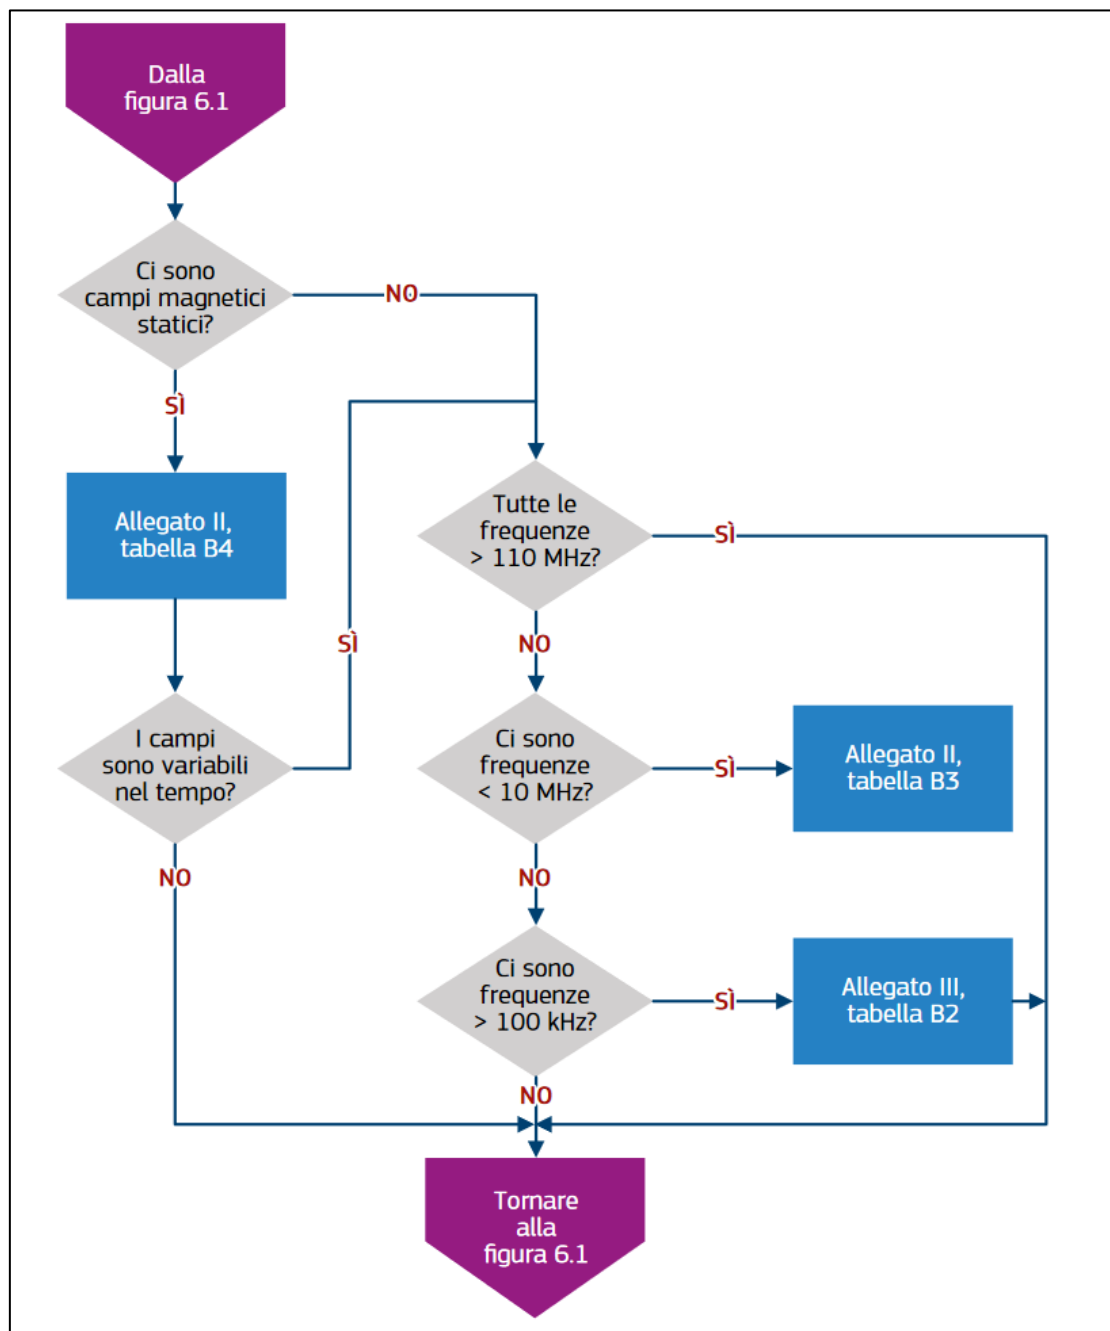 Dalla
figura 6.1
Ci sono
campi magnetici
statici?
NO
SÌ
Allegato II,
tabella B4
Tutte le
frequenze
> 110 MHz?
SÌ
NO
SÌ
I campi
sono variabili
nel tempo?
Ci sono
frequenze
< 10 MHz?
SÌ
Allegato II,
tabella B3
NO
NO
Ci sono
frequenze
> 100 kHz?
SÌ
Allegato III,
tabella B2
NO
Tornare
alla
figura 6.1